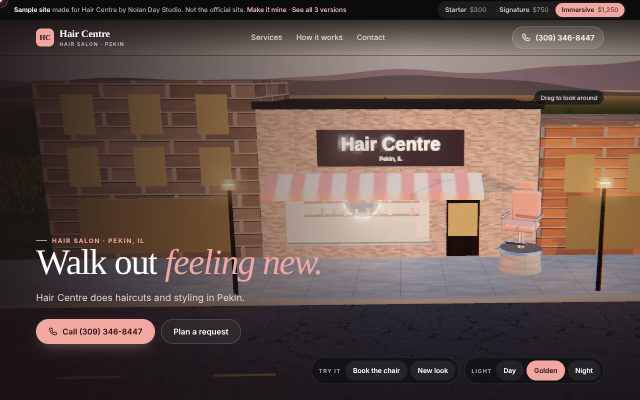 Sample site made for Hair Centre by Nolan Day Studio. Not the official site. Make it mine · See all 3 versions
Starter $300 Signature $750 Immersive $1,250
HC Hair Centre
HAIR SALON · PEKIN
Services How it works Contact
(309) 346-8447
Drag to look around
Hair Centre
Pekin, IL
HAIR SALON · PEKIN, IL
Walk out feeling new.
Hair Centre does haircuts and styling in Pekin.
Call (309) 346-8447 Plan a request
TRY IT Book the chair New look
LIGHT Day Golden Night